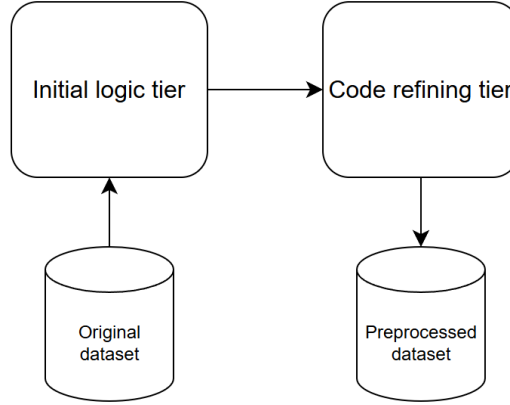 Initial logic tier
Code refining tier
Original
dataset
Preprocessed
dataset